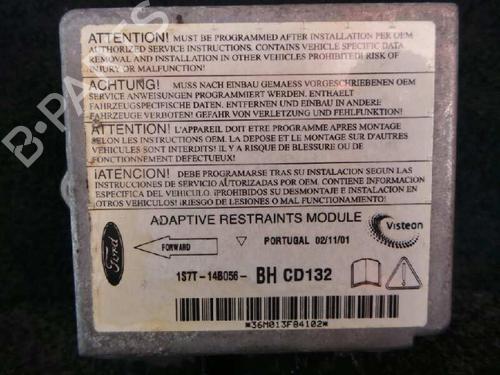 ATTENTION! MUST BE PROGRAMMED AFTER INSTALLATION PER OEM
AUTHORIZED SERVICE INSTRUCTIONS. CONTAINS VEHICLE SPECIFIC DATA
REMOVAL AND INSTALLATION IN OTHER VEHICLES PROHIBITED! RISK OF
INJURY OR MALFUNCTION!
ACHTUNG! MUSS NACH EINBAU GEMAESS VORGESCHRIEBENEN OEM
SERVICE ANWEISUNGEN PROGRAMMIERT WERDEN. ENTHAELT
FAHRZEUGSPECIFISCHE DATEN. ENTFERNEN UND EINBAU IN ANDERE
FAHRZEUGE VERBOTEN! GEFAHR VON VERLETZUNG UND FEHLFUNKTION!
ATTENTION! L'APPAREIL DOIT ETRE PROGRAMME APRES MONTAGE
SELON LES INSTRUCTIONS OEM. LA DEPOSE ET LE MONTAGE SUR D'AUTRES
VEHICULES SONT INTERDITS! IL Y A RISQUE DE BLESSURE OU DE
FONCTIONNEMENT DEFECTUEUX!
¡ATENCION! DEBE PROGRAMARSE TRAS SU INSTALACION SEGUN LAS
INSTRUCCIONES DE SERVICIO AUTORIZADAS POR OEM. CONTIENE INFORMACION
ESPECIFICA DEL VEHICULO. ¡PROHIBIDO SU DESMONTAJE E INSTALACION EN
¡OTROS VEHICULOS! ¡RIESGO DE LESIONES O MAL FUNCIONAMIENTO!
ADAPTIVE RESTRAINTS MODULE
Ford FORWARD PORTUGAL 02/11/01 Visteon
1S7T-14B056- BH CD132
*36M013F84102*
B-PARTS